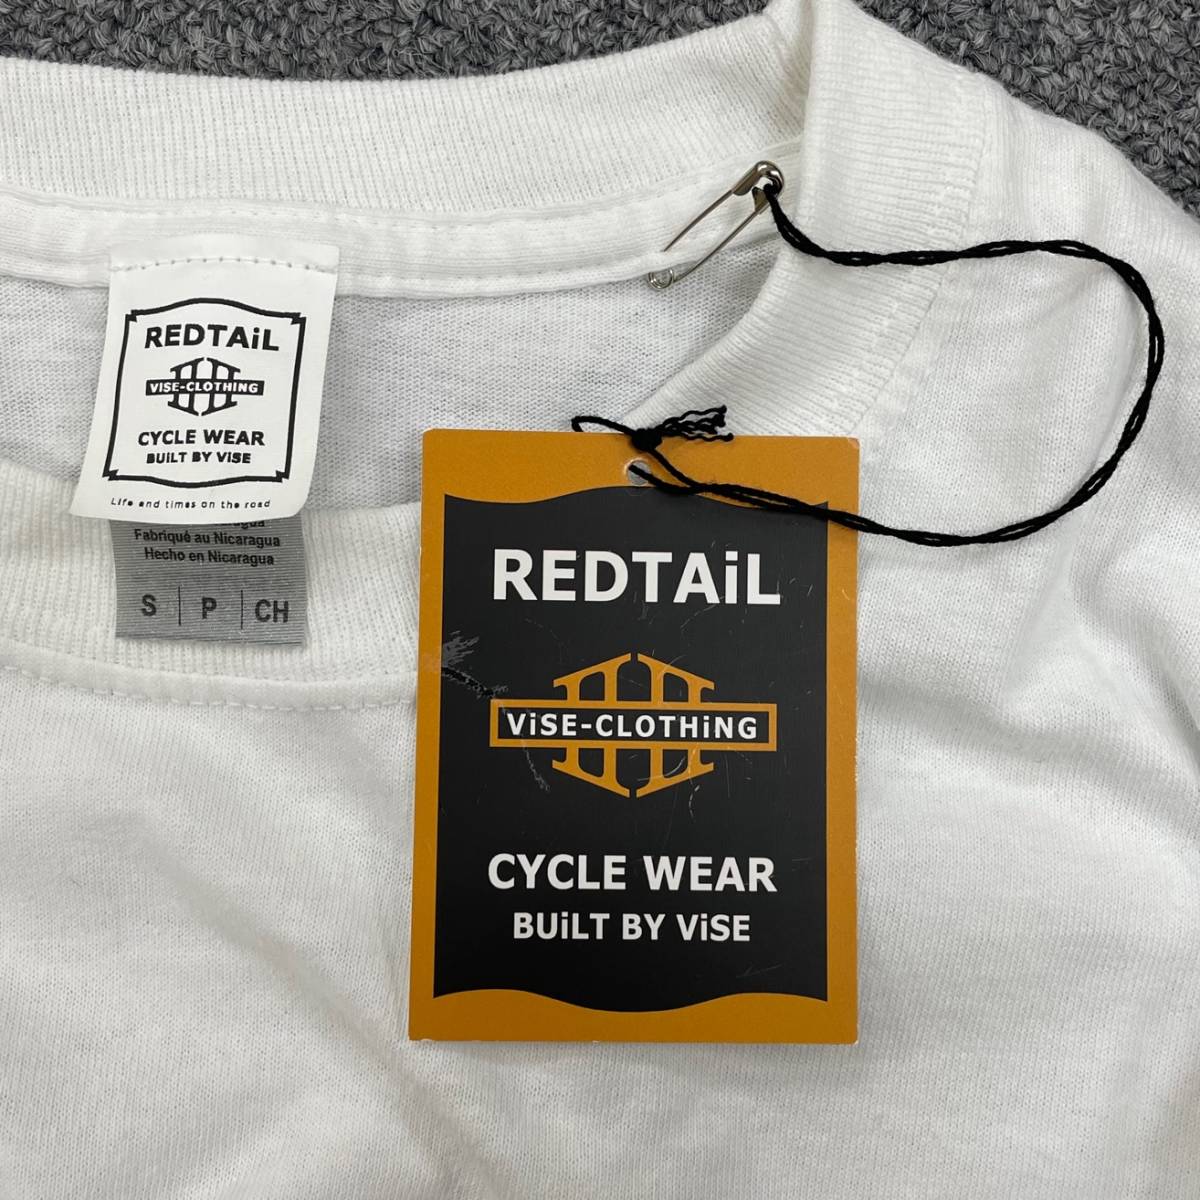 REDTAiL
ViSE-CLOTHiNG
CYCLE WEAR
BUiLT BY ViSE
Life and times on the road
Fabriqué au Nicaragua
Hecho en Nicaragua
S | P | CH
REDTAiL
ViSE-CLOTHiNG
CYCLE WEAR
BUiLT BY ViSE